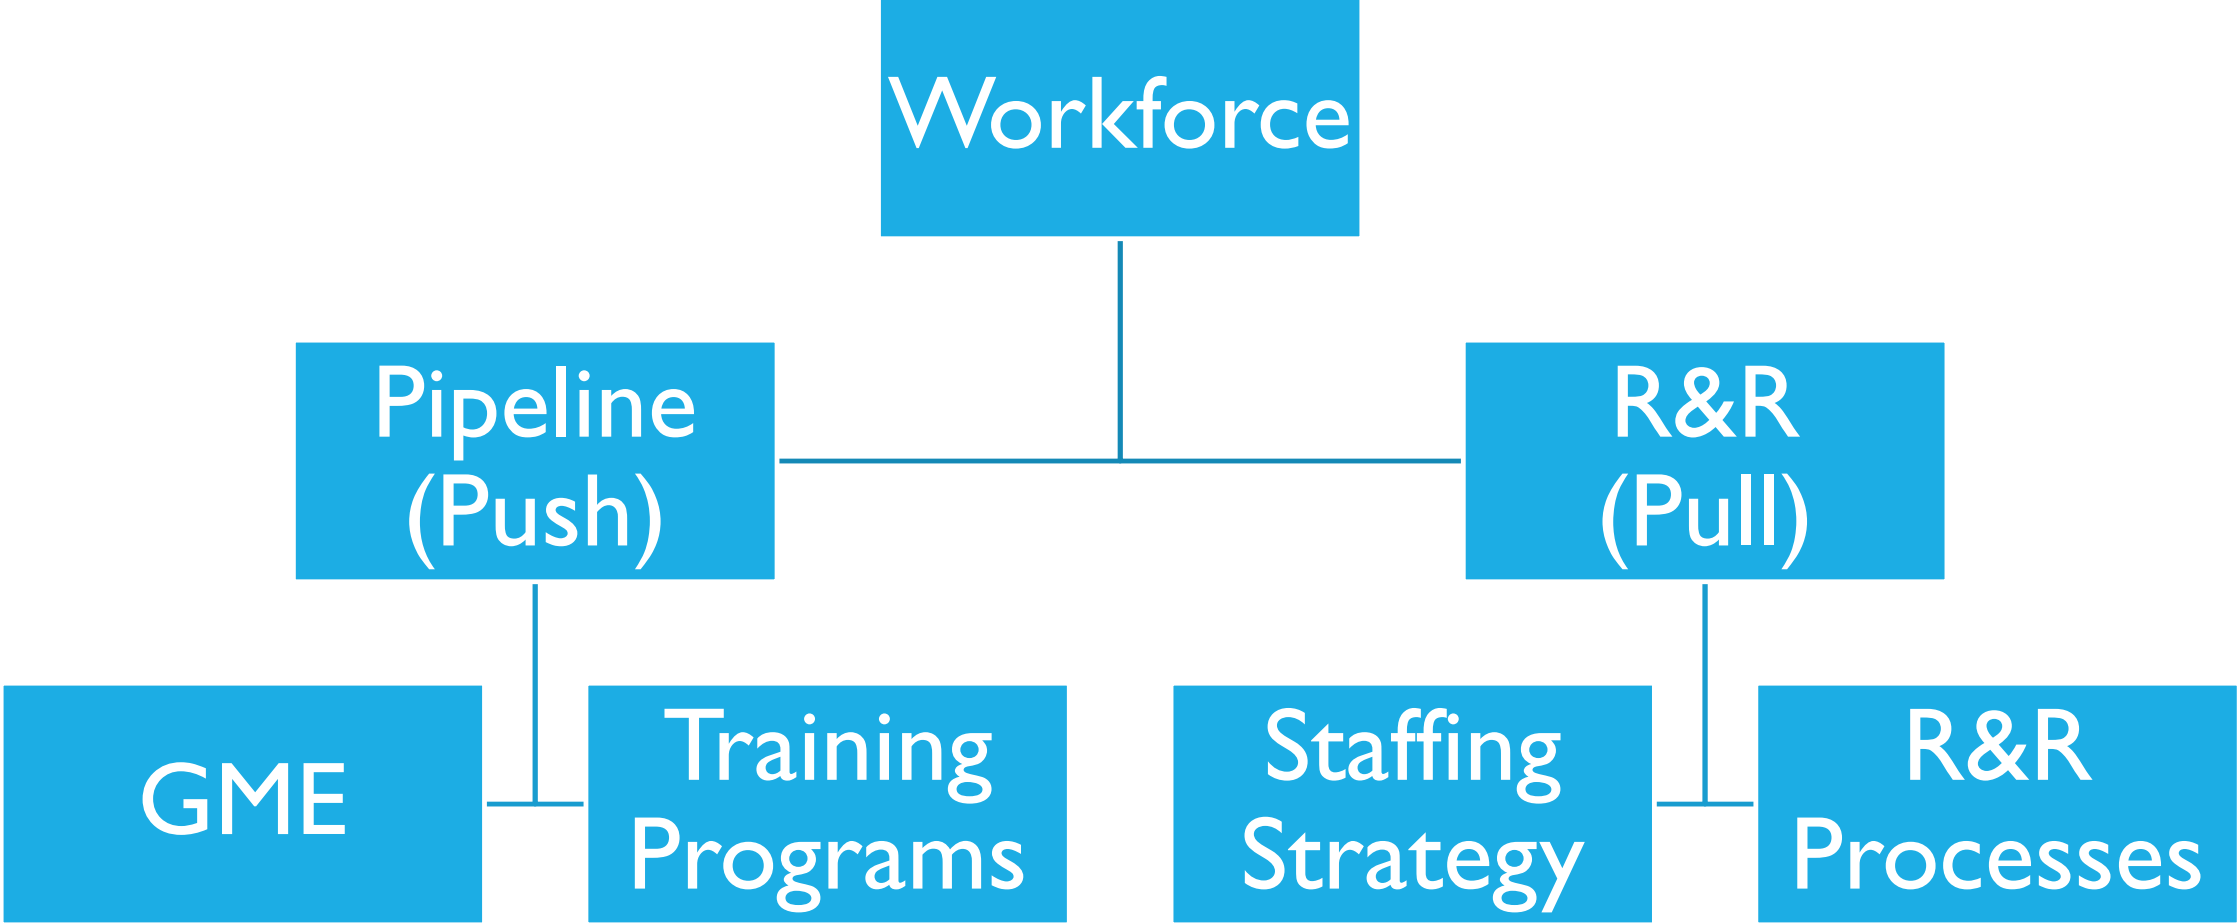 Workforce
Pipeline
(Push)
R&R
(Pull)
GME
Training
Programs
Staffing
Strategy
R&R
Processes